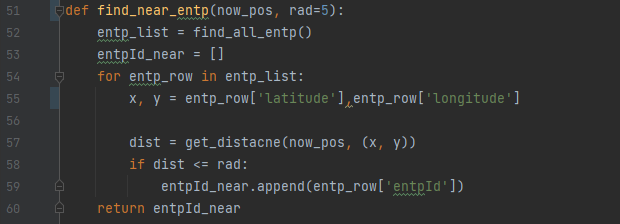 51 def find_near_entp(now_pos, rad=5):
52     entp_list = find_all_entp()
53     entpId_near = []
54     for entp_row in entp_list:
55         x, y = entp_row['latitude'],entp_row['longitude']
56
57         dist = get_distacne(now_pos, (x, y))
58         if dist <= rad:
59             entpId_near.append(entp_row['entpId'])
60     return entpId_near